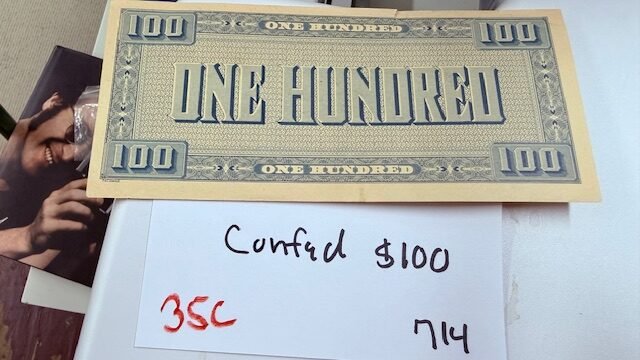 100 ONE HUNDRED 100
ONE HUNDRED
100 ONE HUNDRED 100
Confed $100
35C
714